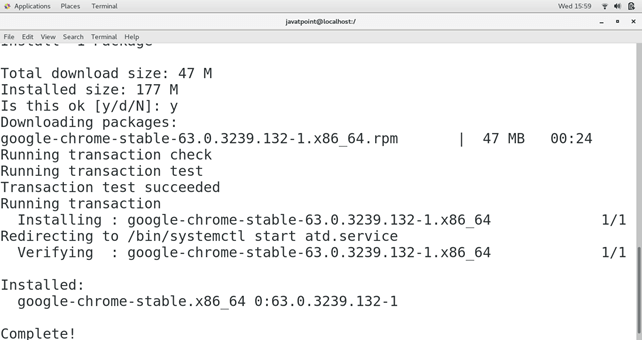 Applications Places Terminal Wed 15:59
javatpoint@localhost:/
File Edit View Search Terminal Help
Install 1 Package
Total download size: 47 M
Installed size: 177 M
Is this ok [y/d/N]: y
Downloading packages:
google-chrome-stable-63.0.3239.132-1.x86_64.rpm | 47 MB 00:24
Running transaction check
Running transaction test
Transaction test succeeded
Running transaction
Installing : google-chrome-stable-63.0.3239.132-1.x86_64 1/1
Redirecting to /bin/systemctl start atd.service
Verifying : google-chrome-stable-63.0.3239.132-1.x86_64 1/1
Installed:
google-chrome-stable.x86_64 0:63.0.3239.132-1
Complete!